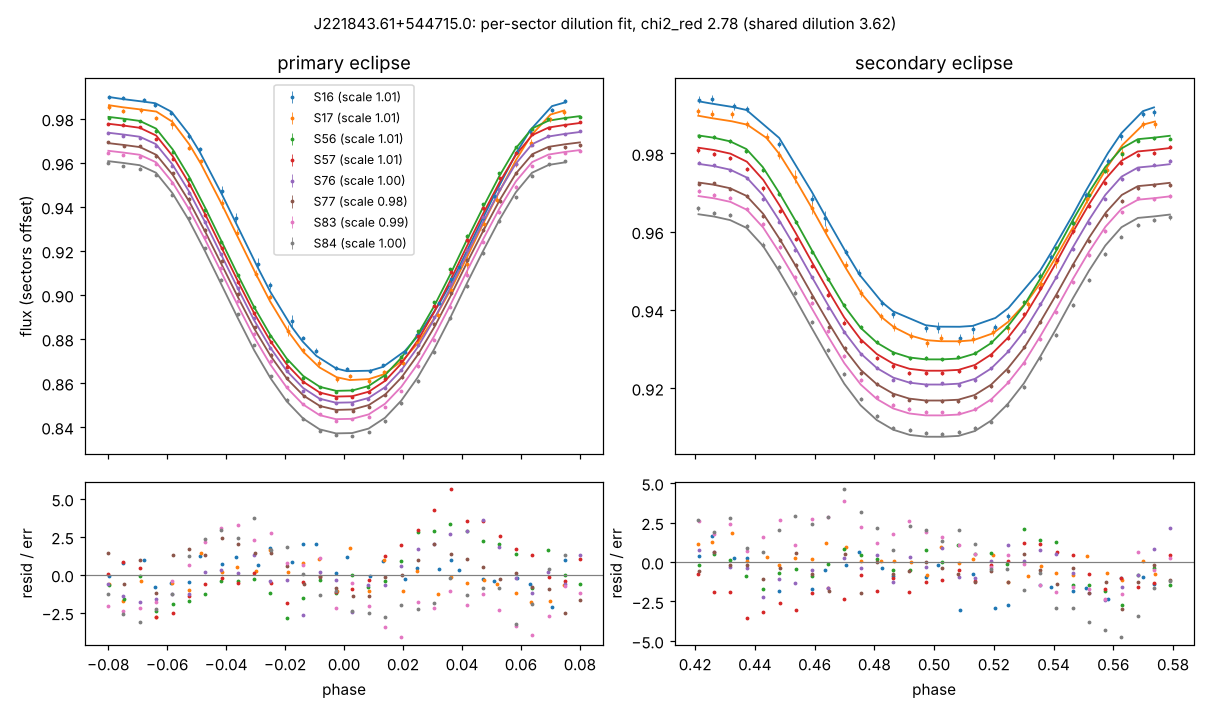 J221843.61+544715.0: per-sector dilution fit, chi2_red 2.78 (shared dilution 3.62)
primary eclipse
secondary eclipse
flux (sectors offset)
0.98
0.96
0.94
0.92
0.90
0.88
0.86
0.84
S16 (scale 1.01)
S17 (scale 1.01)
S56 (scale 1.01)
S57 (scale 1.01)
S76 (scale 1.00)
S77 (scale 0.98)
S83 (scale 0.99)
S84 (scale 1.00)
0.98
0.96
0.94
0.92
resid / err
5.0
2.5
0.0
−2.5
−0.08 −0.06 −0.04 −0.02 0.00 0.02 0.04 0.06 0.08
phase
resid / err
5.0
2.5
0.0
−2.5
−5.0
0.42 0.44 0.46 0.48 0.50 0.52 0.54 0.56 0.58
phase